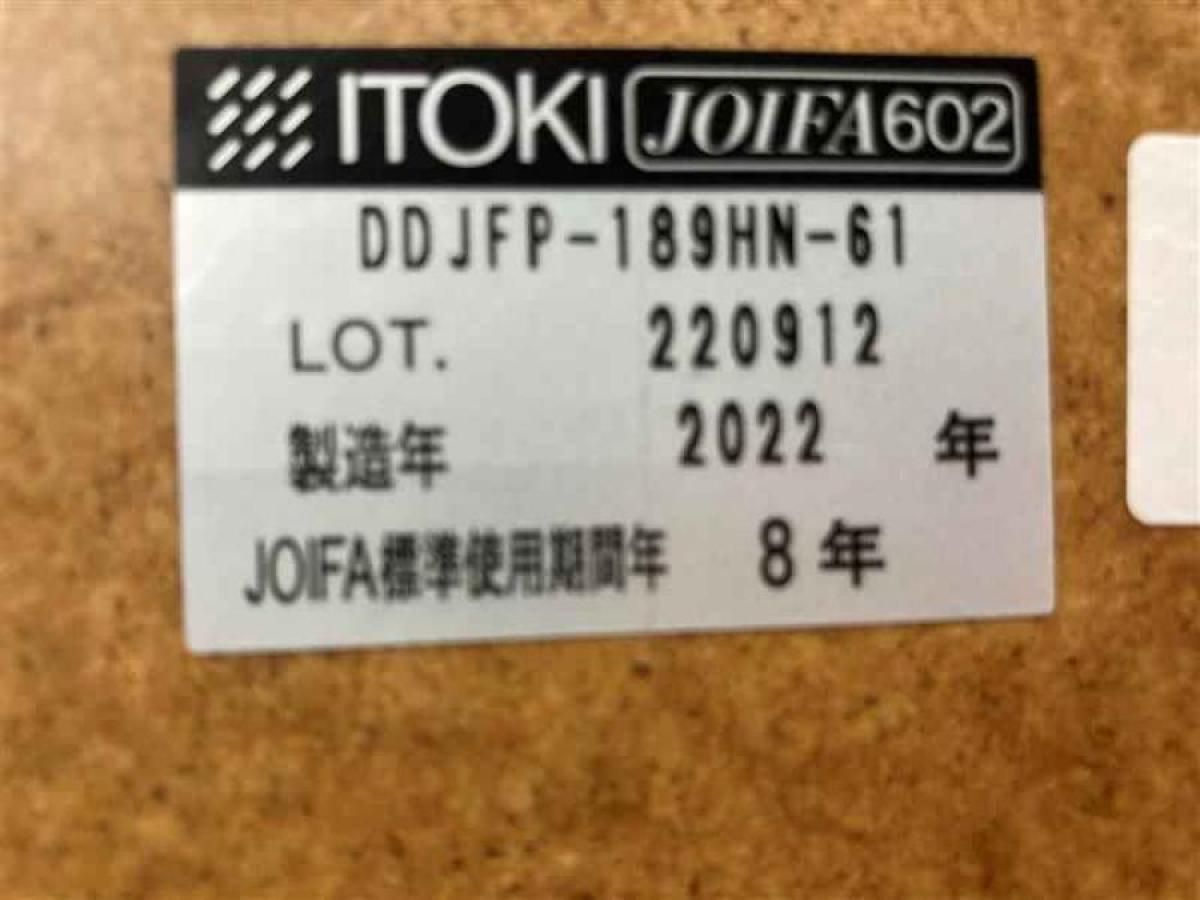 ITOKI JOIFA602
DDJFP-189HN-61
LOT. 220912
製造年 2022 年
JOIFA標準使用期間年 8 年